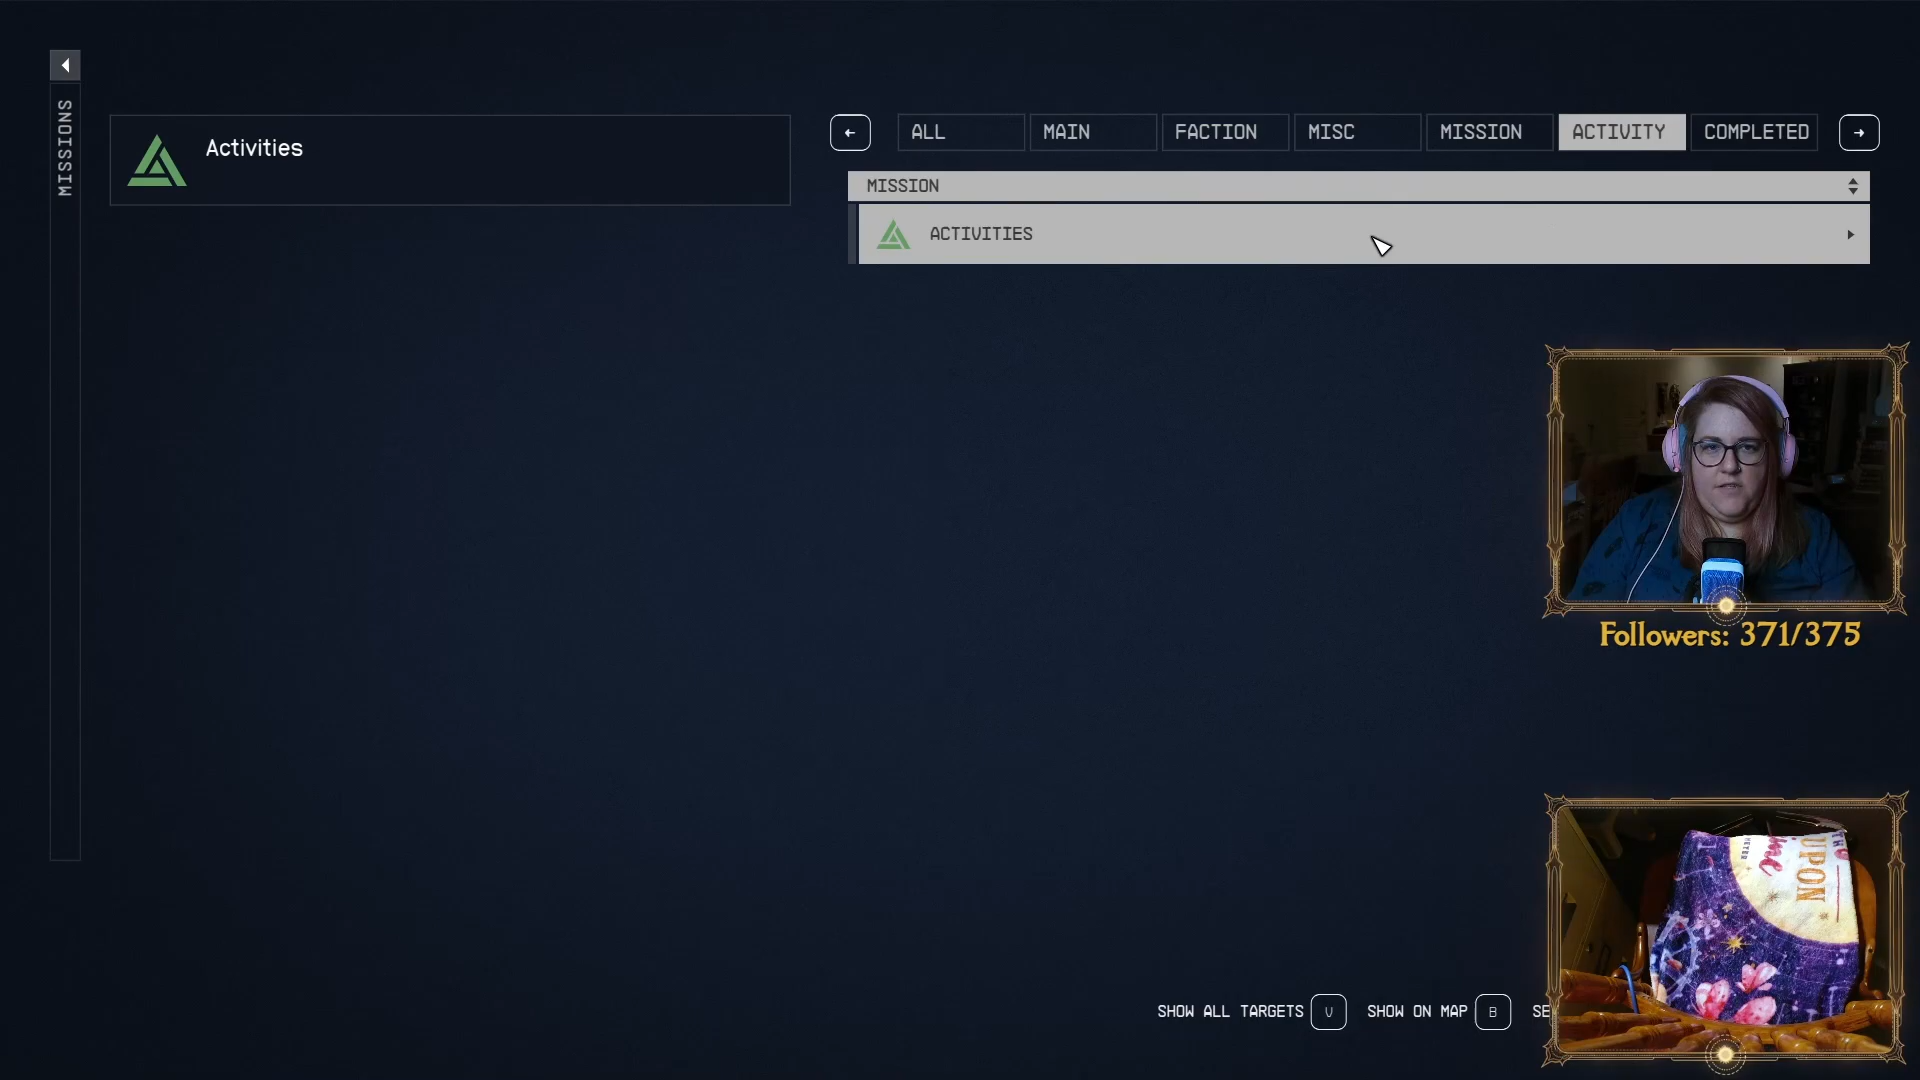 MISSIONS
Activities
ALL
MAIN
FACTION
MISC
MISSION
ACTIVITY
COMPLETED
MISSION
ACTIVITIES
Followers: 371/375
UPON
SHOW ALL TARGETS V
SHOW ON MAP B
SE